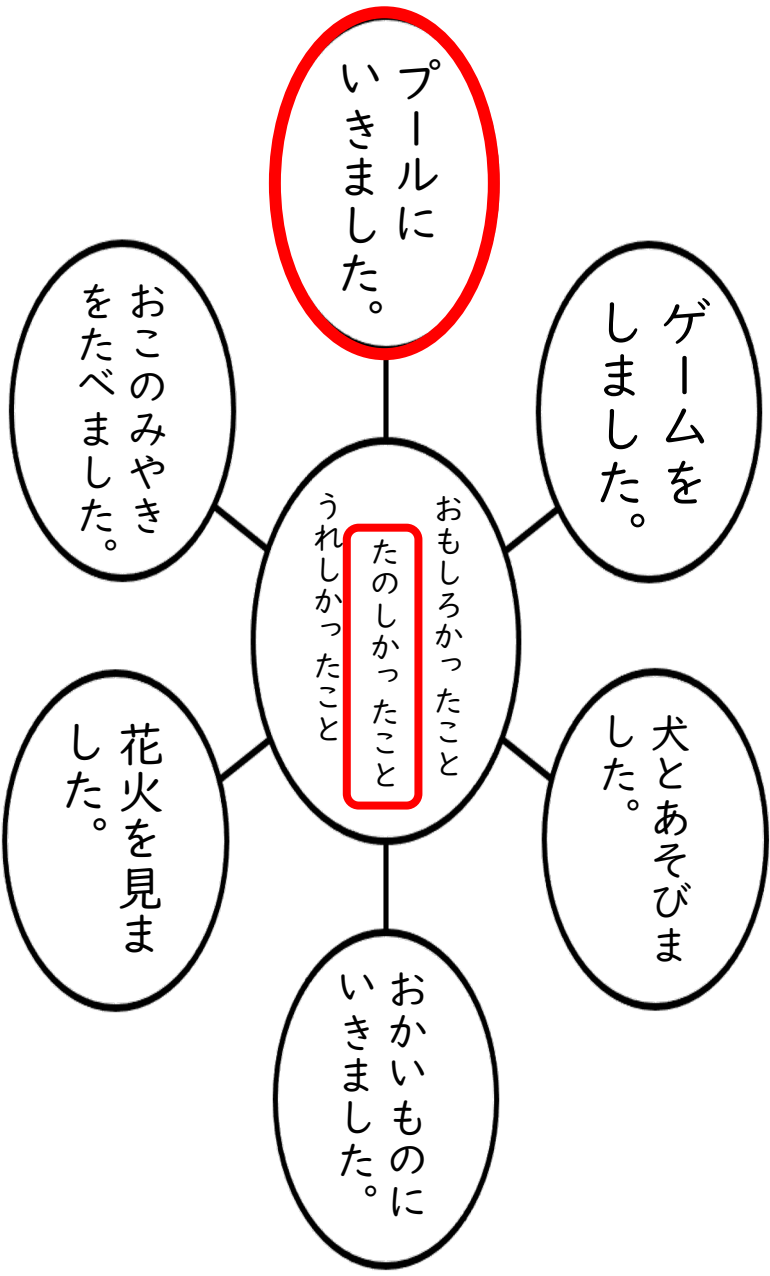 プールに
いきました。
ゲームを
しました。
おこのみやき
をたべました。
おもしろかったこと
たのしかったこと
うれしかったこと
犬とあそびま
した。
花火を見ま
した。
おかいものに
いきました。